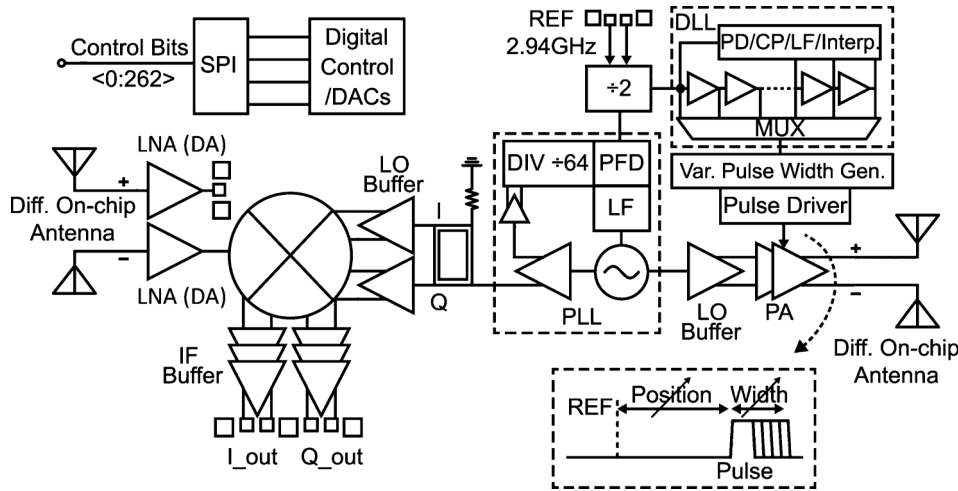 Control Bits
<0:262>
SPI
Digital
Control
/DACs
REF
2.94GHz
÷2
DLL
PD/CP/LF/Interp.
MUX
Var. Pulse Width Gen.
Pulse Driver
LNA (DA)
+
Diff. On-chip
Antenna
−
LNA (DA)
LO
Buffer
I
Q
DIV ÷64
PFD
LF
PLL
LO
Buffer
PA
+
−
Diff. On-chip
Antenna
IF
Buffer
I_out
Q_out
REF
Position
Width
Pulse